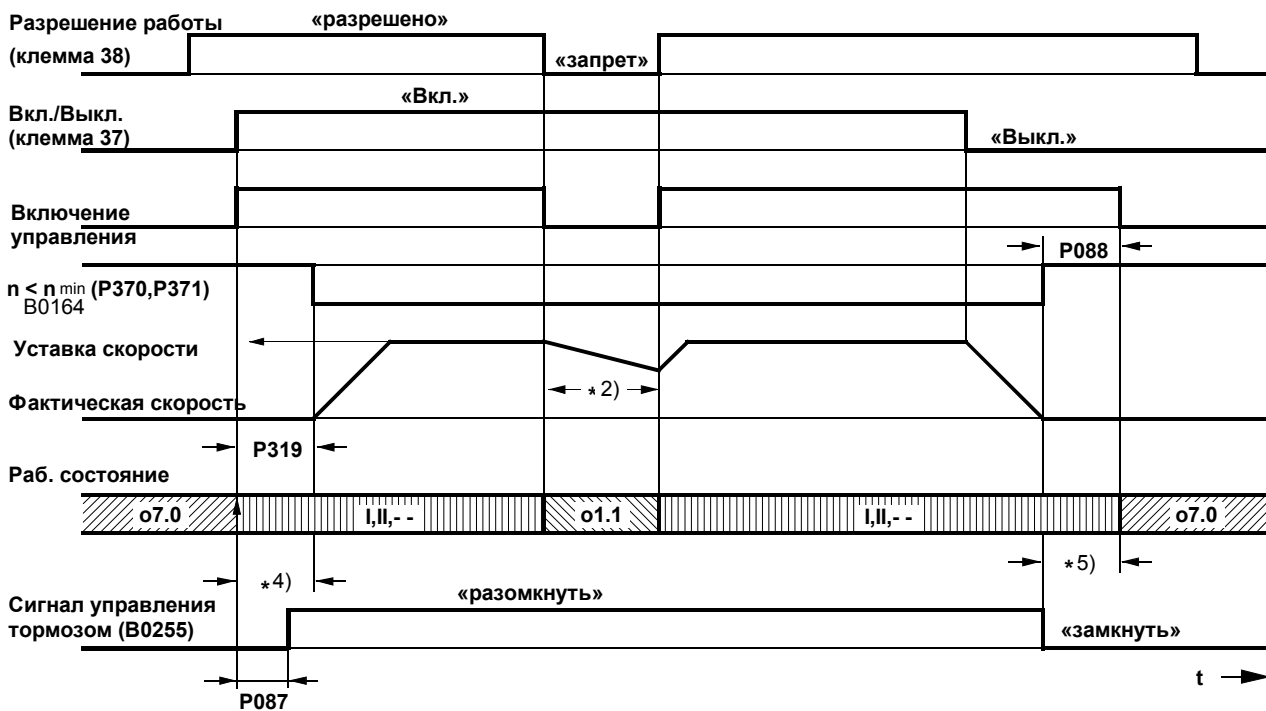 Разрешение работы
(клемма 38)
«разрешено»
«запрет»
Вкл./Выкл.
(клемма 37)
«Вкл.»
«Выкл.»
Включение
управления
P088
n < n min (P370,P371)
B0164
Уставка скорости
* 2)
Фактическая скорость
P319
Раб. состояние
o7.0
I,II,- -
o1.1
I,II,- -
o7.0
* 4)
* 5)
Сигнал управления
тормозом (B0255)
«разомкнуть»
«замкнуть»
t
P087